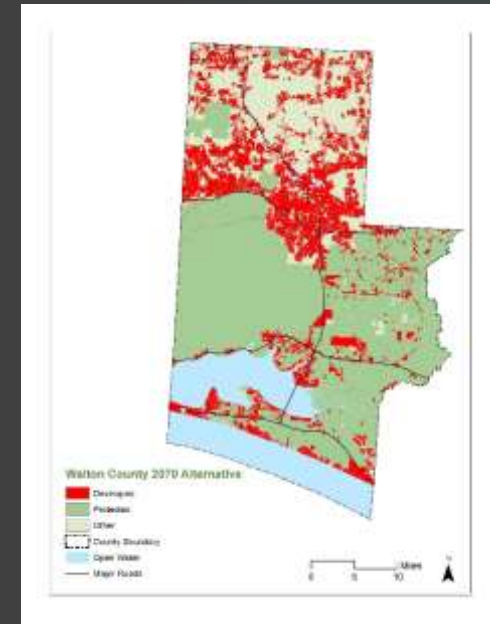 Walton County 2070 Alternative
Developed
Protected
Other
County Boundary
Open Water
Major Roads
Miles
0 5 10
N